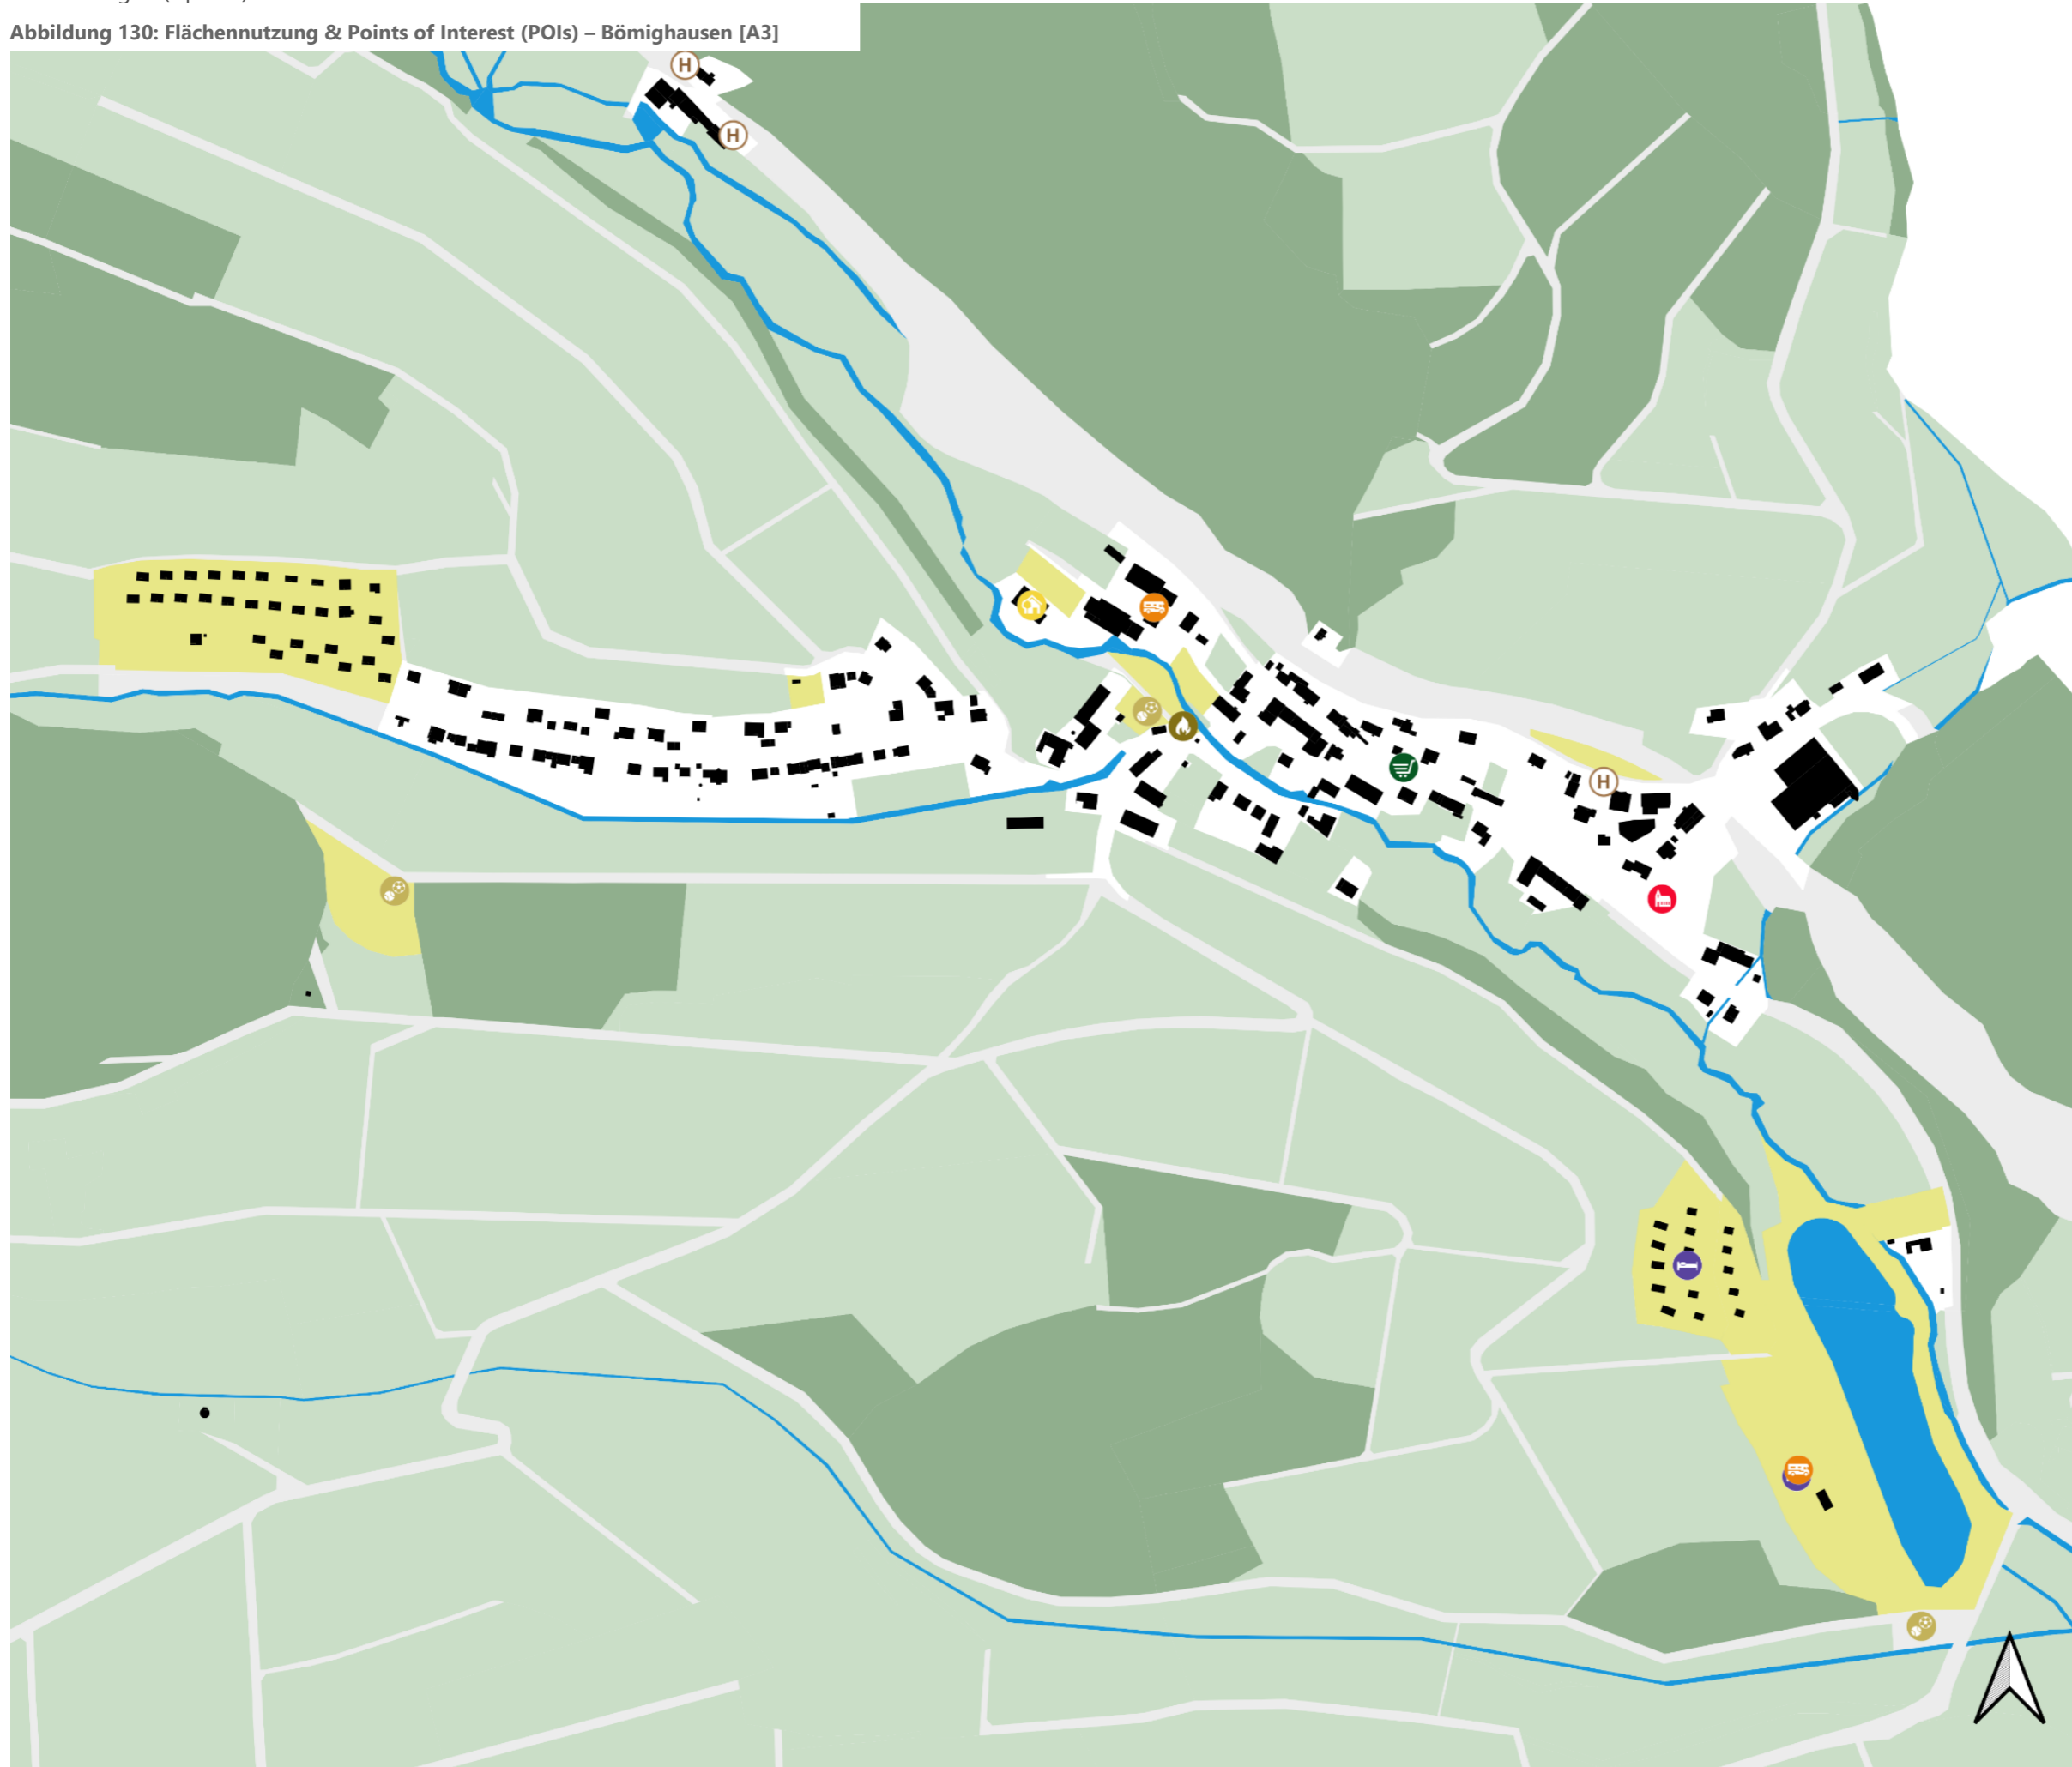 Abbildung 130: Flächennutzung & Points of Interest (POIs) – Bömighausen [A3]
H
H
H